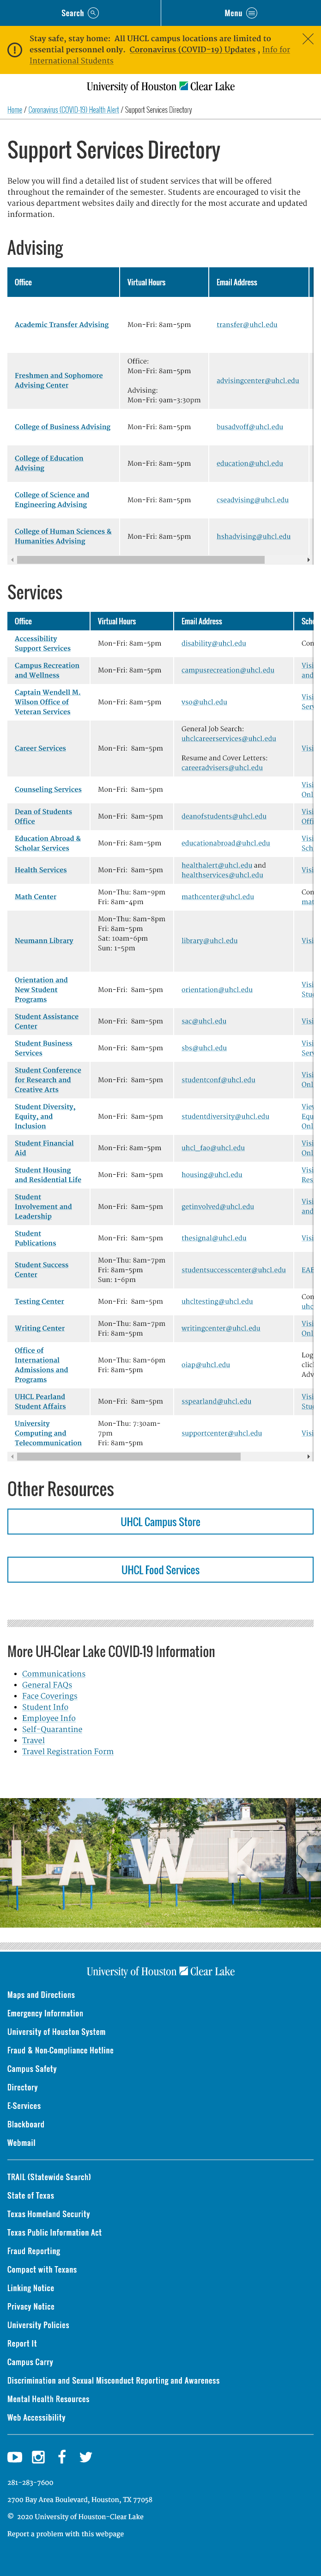 Search
Menu
Stay safe, stay home: All UHCL campus locations are limited to
essential personnel only. Coronavirus (COVID-19) Updates , Info for
International Students
University of Houston Clear Lake
Home / Coronavirus (COVID-19) Health Alert / Support Services Directory
Support Services Directory
Below you will find a detailed list of student services that will be offered
throughout the remainder of the semester. Students are encouraged to visit the
various department websites daily and directly for the most accurate and updated
information.
Advising
Office Virtual Hours Email Address
Academic Transfer Advising Mon-Fri: 8am-5pm transfer@uhcl.edu
Freshmen and Sophomore
Advising Center
Office:
Mon-Fri: 8am-5pm
Advising:
Mon-Fri: 9am-3:30pm
advisingcenter@uhcl.edu
College of Business Advising Mon-Fri: 8am-5pm busadvoff@uhcl.edu
College of Education
Advising
Mon-Fri: 8am-5pm education@uhcl.edu
College of Science and
Engineering Advising
Mon-Fri: 8am-5pm cseadvising@uhcl.edu
College of Human Sciences &
Humanities Advising
Mon-Fri: 8am-5pm hshadvising@uhcl.edu
Services
Office Virtual Hours Email Address Sche
Accessibility
Support Services
Mon-Fri: 8am-5pm disability@uhcl.edu Con
Campus Recreation
and Wellness
Mon-Fri: 8am-5pm campusrecreation@uhcl.edu
Visi
and
Captain Wendell M.
Wilson Office of
Veteran Services
Mon-Fri: 8am-5pm vso@uhcl.edu
Visi
Serv
Career Services Mon-Fri: 8am-5pm
General Job Search:
uhclcareerservices@uhcl.edu
Resume and Cover Letters:
careeradvisers@uhcl.edu
Visi
Counseling Services Mon-Fri: 8am-5pm
Visi
Onl
Dean of Students
Office
Mon-Fri: 8am-5pm deanofstudents@uhcl.edu
Visi
Offi
Education Abroad &
Scholar Services
Mon-Fri: 8am-5pm educationabroad@uhcl.edu
Visi
Sch
Health Services Mon-Fri: 8am-5pm
healthalert@uhcl.edu and
healthservices@uhcl.edu
Visi
Math Center
Mon-Thu: 8am-9pm
Fri: 8am-4pm
mathcenter@uhcl.edu
Con
mat
Neumann Library
Mon-Thu: 8am-8pm
Fri: 8am-5pm
Sat: 10am-6pm
Sun: 1-5pm
library@uhcl.edu
Visi
Orientation and
New Student
Programs
Mon-Fri: 8am-5pm orientation@uhcl.edu
Visi
Stud
Student Assistance
Center
Mon-Fri: 8am-5pm sac@uhcl.edu Visi
Student Business
Services
Mon-Fri: 8am-5pm sbs@uhcl.edu
Visi
Serv
Student Conference
for Research and
Creative Arts
Mon-Fri: 8am-5pm studentconf@uhcl.edu
Visi
Onl
Student Diversity,
Equity, and
Inclusion
Mon-Fri: 8am-5pm studentdiversity@uhcl.edu
View
Equ
Onl
Student Financial
Aid
Mon-Fri: 8am-5pm uhcl_fao@uhcl.edu
Visi
Onl
Student Housing
and Residential Life
Mon-Fri: 8am-5pm housing@uhcl.edu
Visi
Res
Student
Involvement and
Leadership
Mon-Fri: 8am-5pm getinvolved@uhcl.edu
Visi
and
Student
Publications
Mon-Fri: 8am-5pm thesignal@uhcl.edu Visi
Student Success
Center
Mon-Thu: 8am-7pm
Fri: 8am-5pm
Sun: 1-6pm
studentsuccesscenter@uhcl.edu EAB
Testing Center Mon-Fri: 8am-5pm uhcltesting@uhcl.edu
Con
uhc
Writing Center
Mon-Thu: 8am-7pm
Fri: 8am-5pm
writingcenter@uhcl.edu
Visi
Onl
Office of
International
Admissions and
Programs
Mon-Thu: 8am-6pm
Fri: 8am-5pm
oiap@uhcl.edu
Log
clic
Adv
UHCL Pearland
Student Affairs
Mon-Fri: 8am-5pm sspearland@uhcl.edu
Visi
Stud
University
Computing and
Telecommunication
Mon-Thu: 7:30am-
7pm
Fri: 8am-5pm
supportcenter@uhcl.edu Visi
Other Resources
UHCL Campus Store
UHCL Food Services
More UH-Clear Lake COVID-19 Information
Communications
General FAQs
Face Coverings
Student Info
Employee Info
Self-Quarantine
Travel
Travel Registration Form
HAWKS
University of Houston Clear Lake
Maps and Directions
Emergency Information
University of Houston System
Fraud & Non-Compliance Hotline
Campus Safety
Directory
E-Services
Blackboard
Webmail
TRAIL (Statewide Search)
State of Texas
Texas Homeland Security
Texas Public Information Act
Fraud Reporting
Compact with Texans
Linking Notice
Privacy Notice
University Policies
Report It
Campus Carry
Discrimination and Sexual Misconduct Reporting and Awareness
Mental Health Resources
Web Accessibility
281-283-7600
2700 Bay Area Boulevard, Houston, TX 77058
© 2020 University of Houston-Clear Lake
Report a problem with this webpage